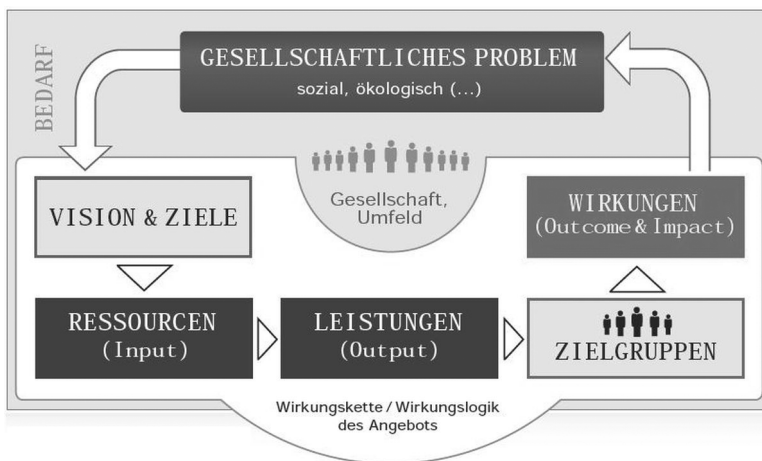 GESELLSCHAFTLICHES PROBLEM
sozial, ökologisch (...)
BEDARF
Gesellschaft,
Umfeld
VISION & ZIELE
WIRKUNGEN
(Outcome & Impact)
RESSOURCEN
(Input)
LEISTUNGEN
(Output)
ZIELGRUPPEN
Wirkungskette / Wirkungslogik
des Angebots